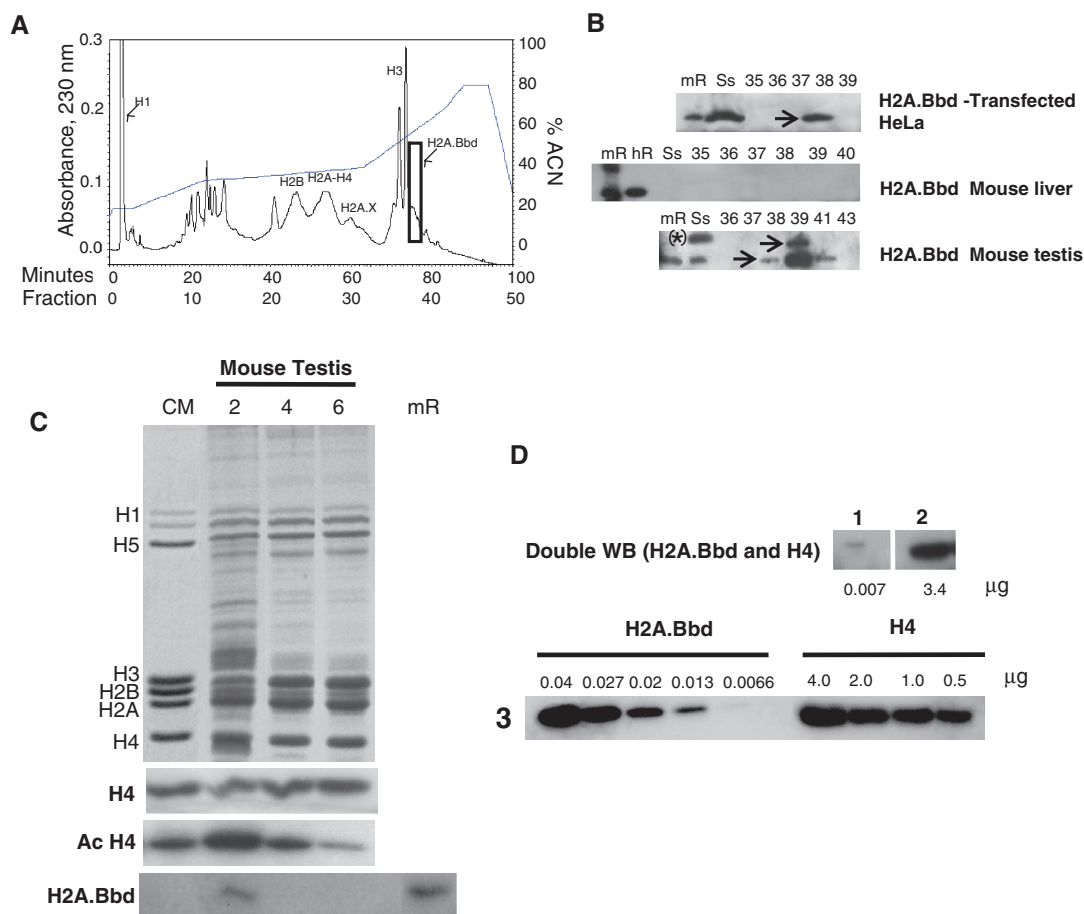 A
Absorbance, 230 nm
0.3
0.2
0.1
0.0
H1
H2B
H2A-H4
H2A.X
H3
H2A.Bbd
100
80
60
40
20
0
% ACN
Minutes 0 20 40 60 80 100
Fraction 0 10 20 30 40 50
B
mR Ss 35 36 37 38 39
H2A.Bbd -Transfected
HeLa
mR hR Ss 35 36 37 38 39 40
H2A.Bbd Mouse liver
mR Ss 36 37 38 39 41 43
(*)
H2A.Bbd Mouse testis
C
Mouse Testis
CM 2 4 6 mR
H1
H5
H3
H2B
H2A
H4
H4
Ac H4
H2A.Bbd
D
1 2
Double WB (H2A.Bbd and H4)
0.007 3.4 µg
H2A.Bbd H4
0.04 0.027 0.02 0.013 0.0066 4.0 2.0 1.0 0.5 µg
3